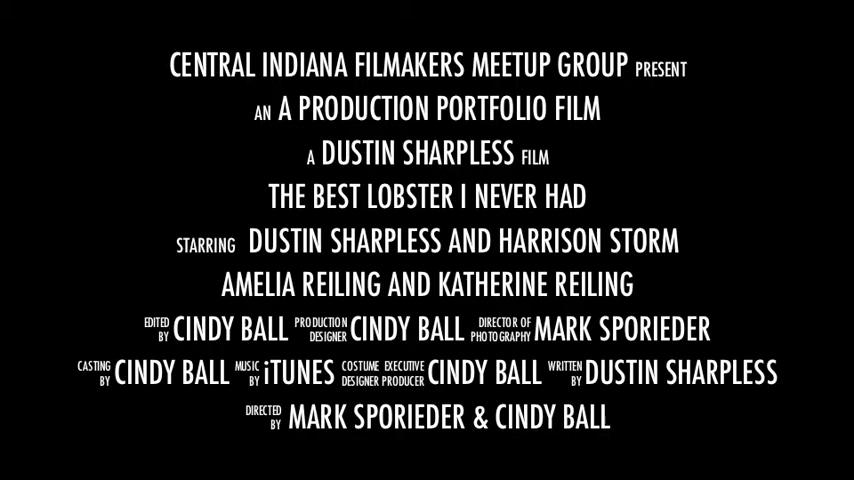 CENTRAL INDIANA FILMAKERS MEETUP GROUP PRESENT
AN A PRODUCTION PORTFOLIO FILM
A DUSTIN SHARPLESS FILM
THE BEST LOBSTER I NEVER HAD
STARRING DUSTIN SHARPLESS AND HARRISON STORM
AMELIA REILING AND KATHERINE REILING
EDITED BY CINDY BALL PRODUCTION DESIGNER CINDY BALL DIRECTOR OF PHOTOGRAPHY MARK SPORIEDER
CASTING BY CINDY BALL MUSIC BY iTUNES COSTUME DESIGNER EXECUTIVE PRODUCER CINDY BALL WRITTEN BY DUSTIN SHARPLESS
DIRECTED BY MARK SPORIEDER & CINDY BALL